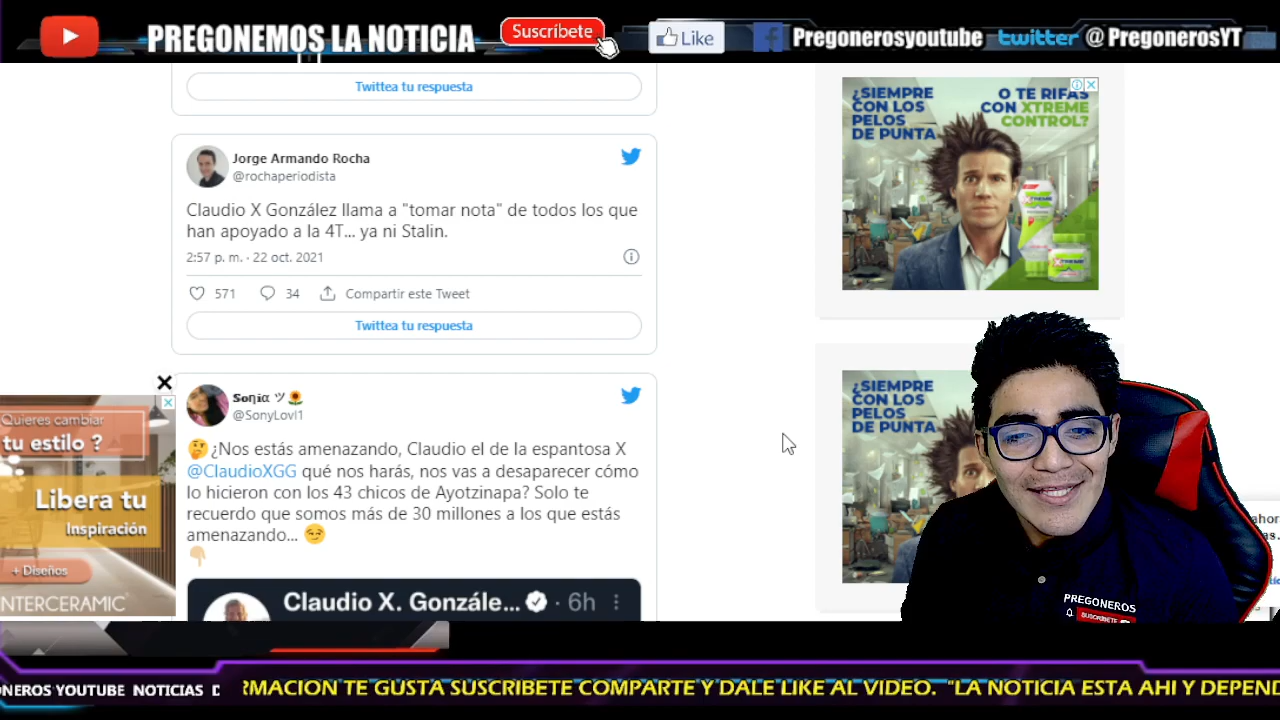 PREGONEMOS LA NOTICIA
Suscríbete
Like
Pregonerosyoutube
twitter @PregonerosYT
Twittea tu respuesta
Jorge Armando Rocha
@rochaperiodista
Claudio X González llama a "tomar nota" de todos los que
han apoyado a la 4T... ya ni Stalin.
2:57 p. m. · 22 oct. 2021
571 34 Compartir este Tweet
Twittea tu respuesta
Soηiα ツ🌻
@SonyLovI1
🤔¿Nos estás amenazando, Claudio el de la espantosa X
@ClaudioXGG qué nos harás, nos vas a desaparecer cómo
lo hicieron con los 43 chicos de Ayotzinapa? Solo te
recuerdo que somos más de 30 millones a los que estás
amenazando... 😏
👇🏼
Claudio X. Gonzále... · 6h
¿SIEMPRE
CON LOS
PELOS
DE PUNTA
O TE RIFAS
CON XTREME
CONTROL?
¿SIEMPRE
CON LOS
PELOS
DE PUNTA
Quieres cambiar
tu estilo ?
Libera tu
Inspiración
+ Diseños
INTERCERAMIC
PREGONEROS
SUSCRIBETE
ONEROS YOUTUBE NOTICIAS
RMACION TE GUSTA SUSCRIBETE COMPARTE Y DALE LIKE AL VIDEO. "LA NOTICIA ESTA AHI Y DEPEND